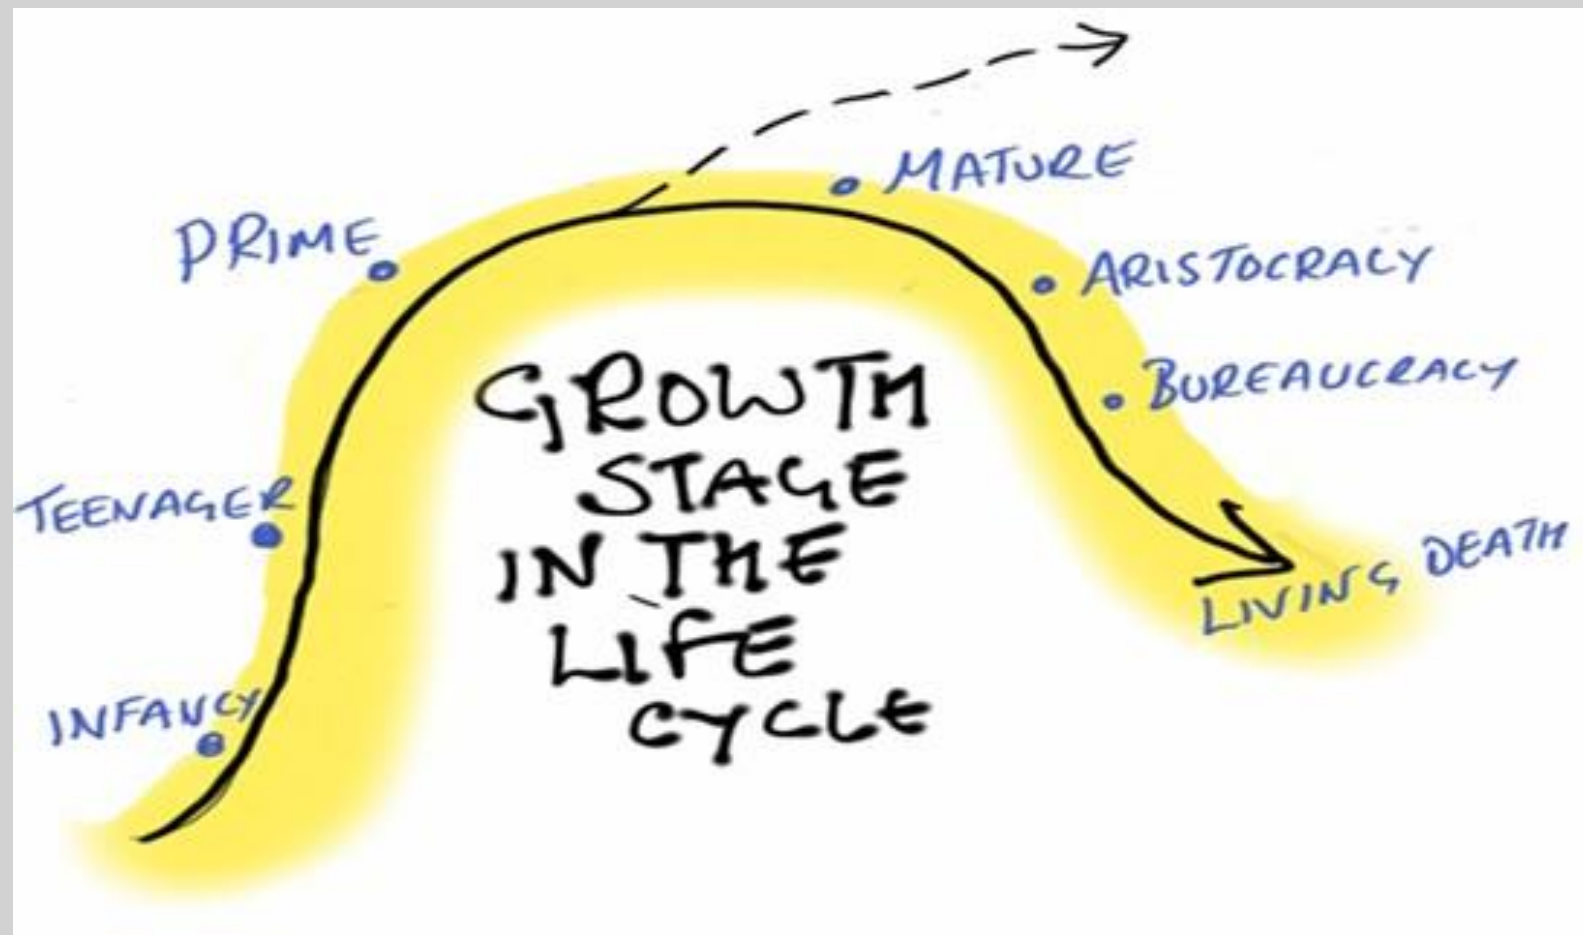 MATURE
PRIME
ARISTOCRACY
BUREAUCRACY
GROWTH
STAGE
IN THE
LIFE
CYCLE
TEENAGER
LIVING DEATH
INFANCY